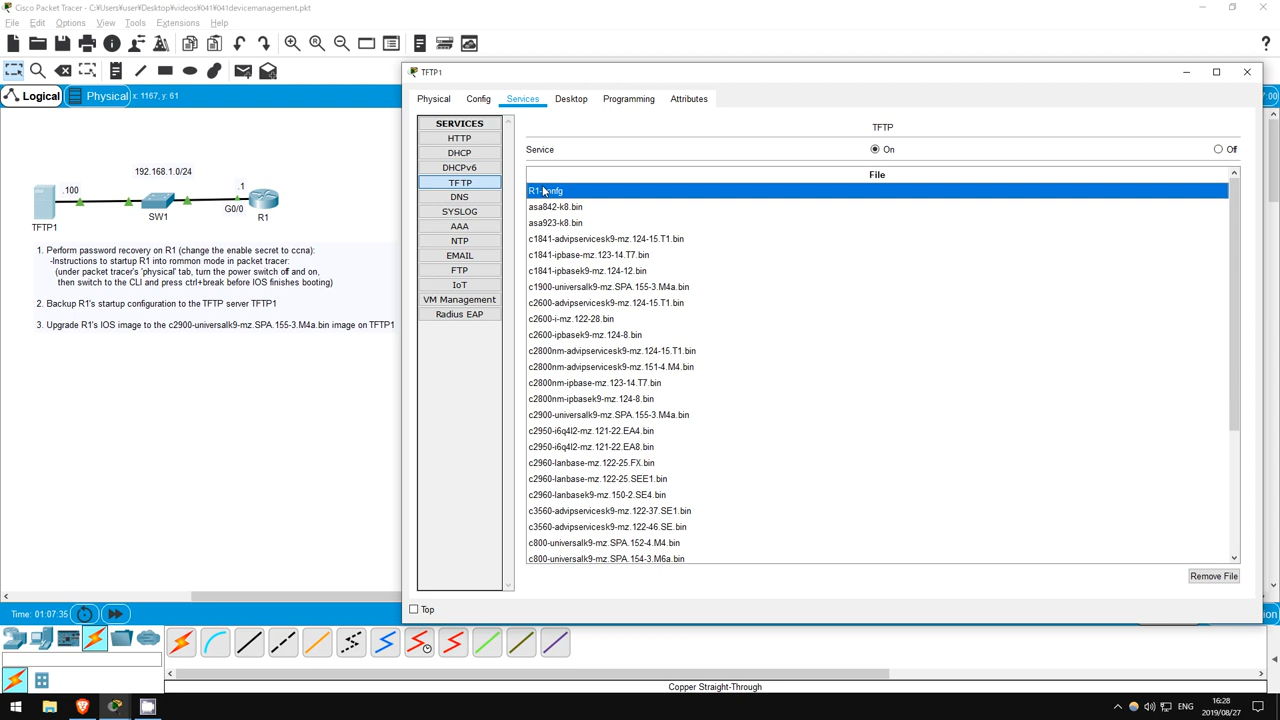 Cisco Packet Tracer - C:\Users\user\Desktop\videos\041\041devicemanagement.pkt
File Edit Options View Tools Extensions Help
?
Logical Physical x: 1167, y: 61
TFTP1
Physical Config Services Desktop Programming Attributes
SERVICES
HTTP
DHCP
DHCPv6
TFTP
DNS
SYSLOG
AAA
NTP
EMAIL
FTP
IoT
VM Management
Radius EAP
TFTP
Service On Off
File
asa842-k8.bin
asa923-k8.bin
c1841-advipservicesk9-mz.124-15.T1.bin
c1841-ipbase-mz.123-14.T7.bin
c1841-ipbasek9-mz.124-12.bin
c1900-universalk9-mz.SPA.155-3.M4a.bin
c2600-advipservicesk9-mz.124-15.T1.bin
c2600-i-mz.122-28.bin
c2600-ipbasek9-mz.124-8.bin
c2800nm-advipservicesk9-mz.124-15.T1.bin
c2800nm-advipservicesk9-mz.151-4.M4.bin
c2800nm-ipbase-mz.123-14.T7.bin
c2800nm-ipbasek9-mz.124-8.bin
c2900-universalk9-mz.SPA.155-3.M4a.bin
c2950-i6q4l2-mz.121-22.EA4.bin
c2950-i6q4l2-mz.121-22.EA8.bin
c2960-lanbase-mz.122-25.FX.bin
c2960-lanbase-mz.122-25.SEE1.bin
c2960-lanbasek9-mz.150-2.SE4.bin
c3560-advipservicesk9-mz.122-37.SE1.bin
c3560-advipservicesk9-mz.122-46.SE.bin
c800-universalk9-mz.SPA.152-4.M4.bin
c800-universalk9-mz.SPA.154-3.M6a.bin
Remove File
Top
192.168.1.0/24
.100 .1
G0/0
TFTP1 SW1 R1
1. Perform password recovery on R1 (change the enable secret to ccna):
-Instructions to startup R1 into rommon mode in packet tracer:
(under packet tracer's 'physical' tab, turn the power switch off and on,
then switch to the CLI and press ctrl+break before IOS finishes booting)
2. Backup R1's startup configuration to the TFTP server TFTP1
3. Upgrade R1's IOS image to the c2900-universalk9-mz.SPA.155-3.M4a.bin image on TFTP1
Time: 01:07:35
Copper Straight-Through
ENG
16:28
2019/08/27